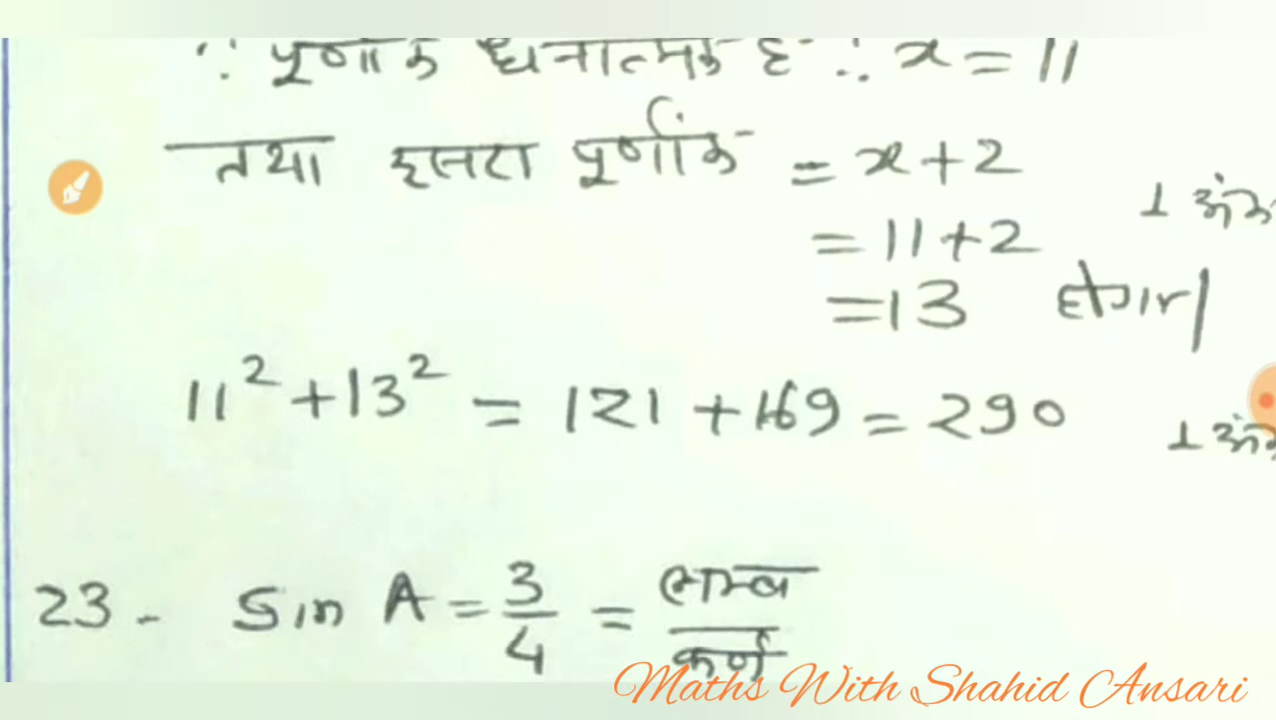 ∵ पूर्णांक धनात्मक है ∴ x = 11
तथा दूसरा पूर्णांक = x+2
= 11+2
1 अंक
=13 होगा|
11² + 13² = 121 + 169 = 290
1 अंक
23 - Sin A = 3/4 = लम्ब/कर्ण
Maths With Shahid Ansari